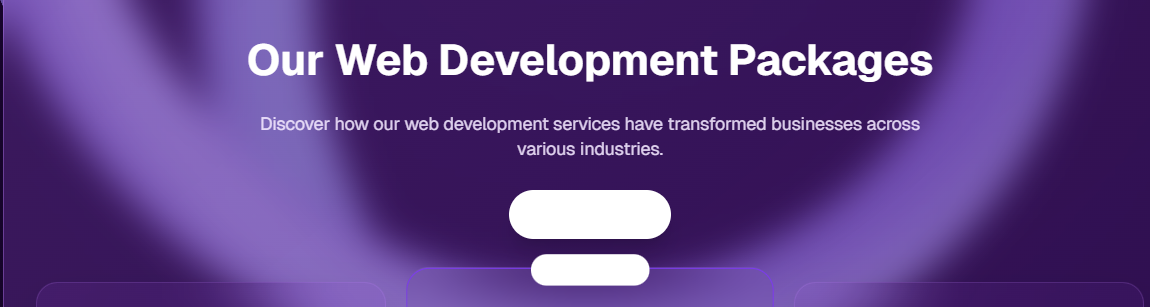 Our Web Development Packages
Discover how our web development services have transformed businesses across
various industries.